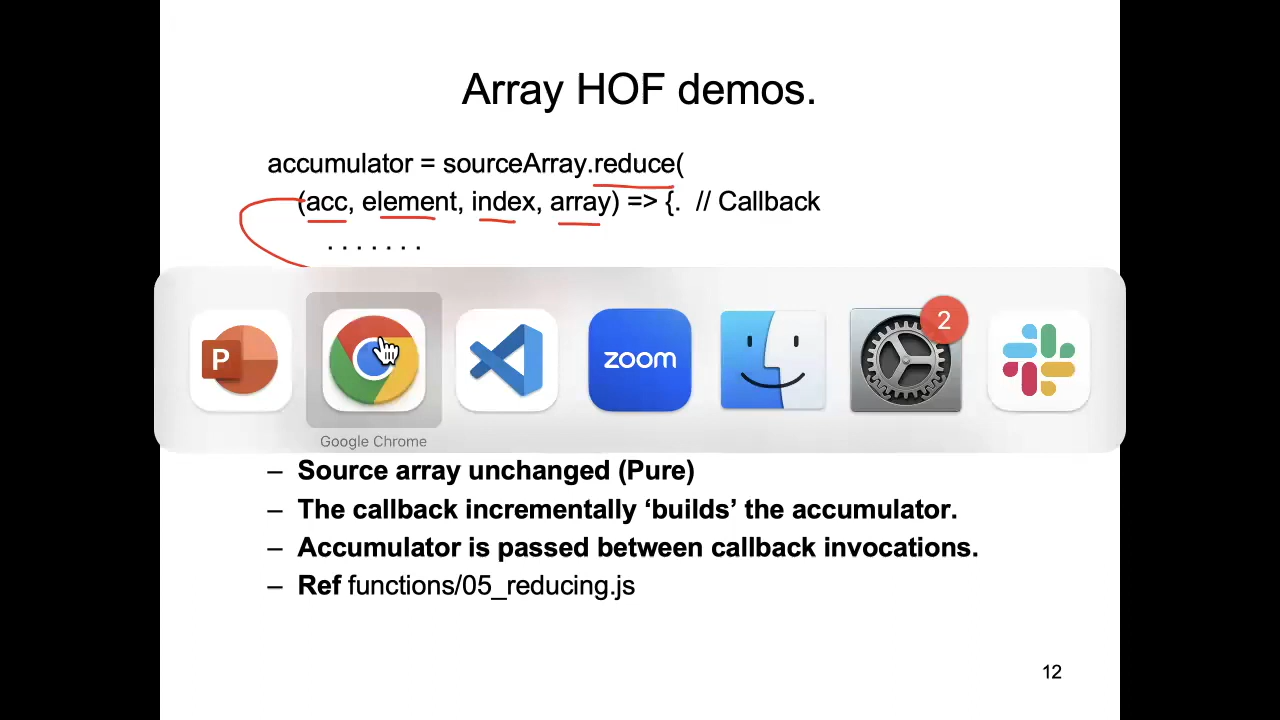 Array HOF demos.
accumulator = sourceArray.reduce(
(acc, element, index, array) => {.  // Callback
. . . . . . .
P
zoom
2
Google Chrome
– Source array unchanged (Pure)
– The callback incrementally ‘builds’ the accumulator.
– Accumulator is passed between callback invocations.
– Ref functions/05_reducing.js
12